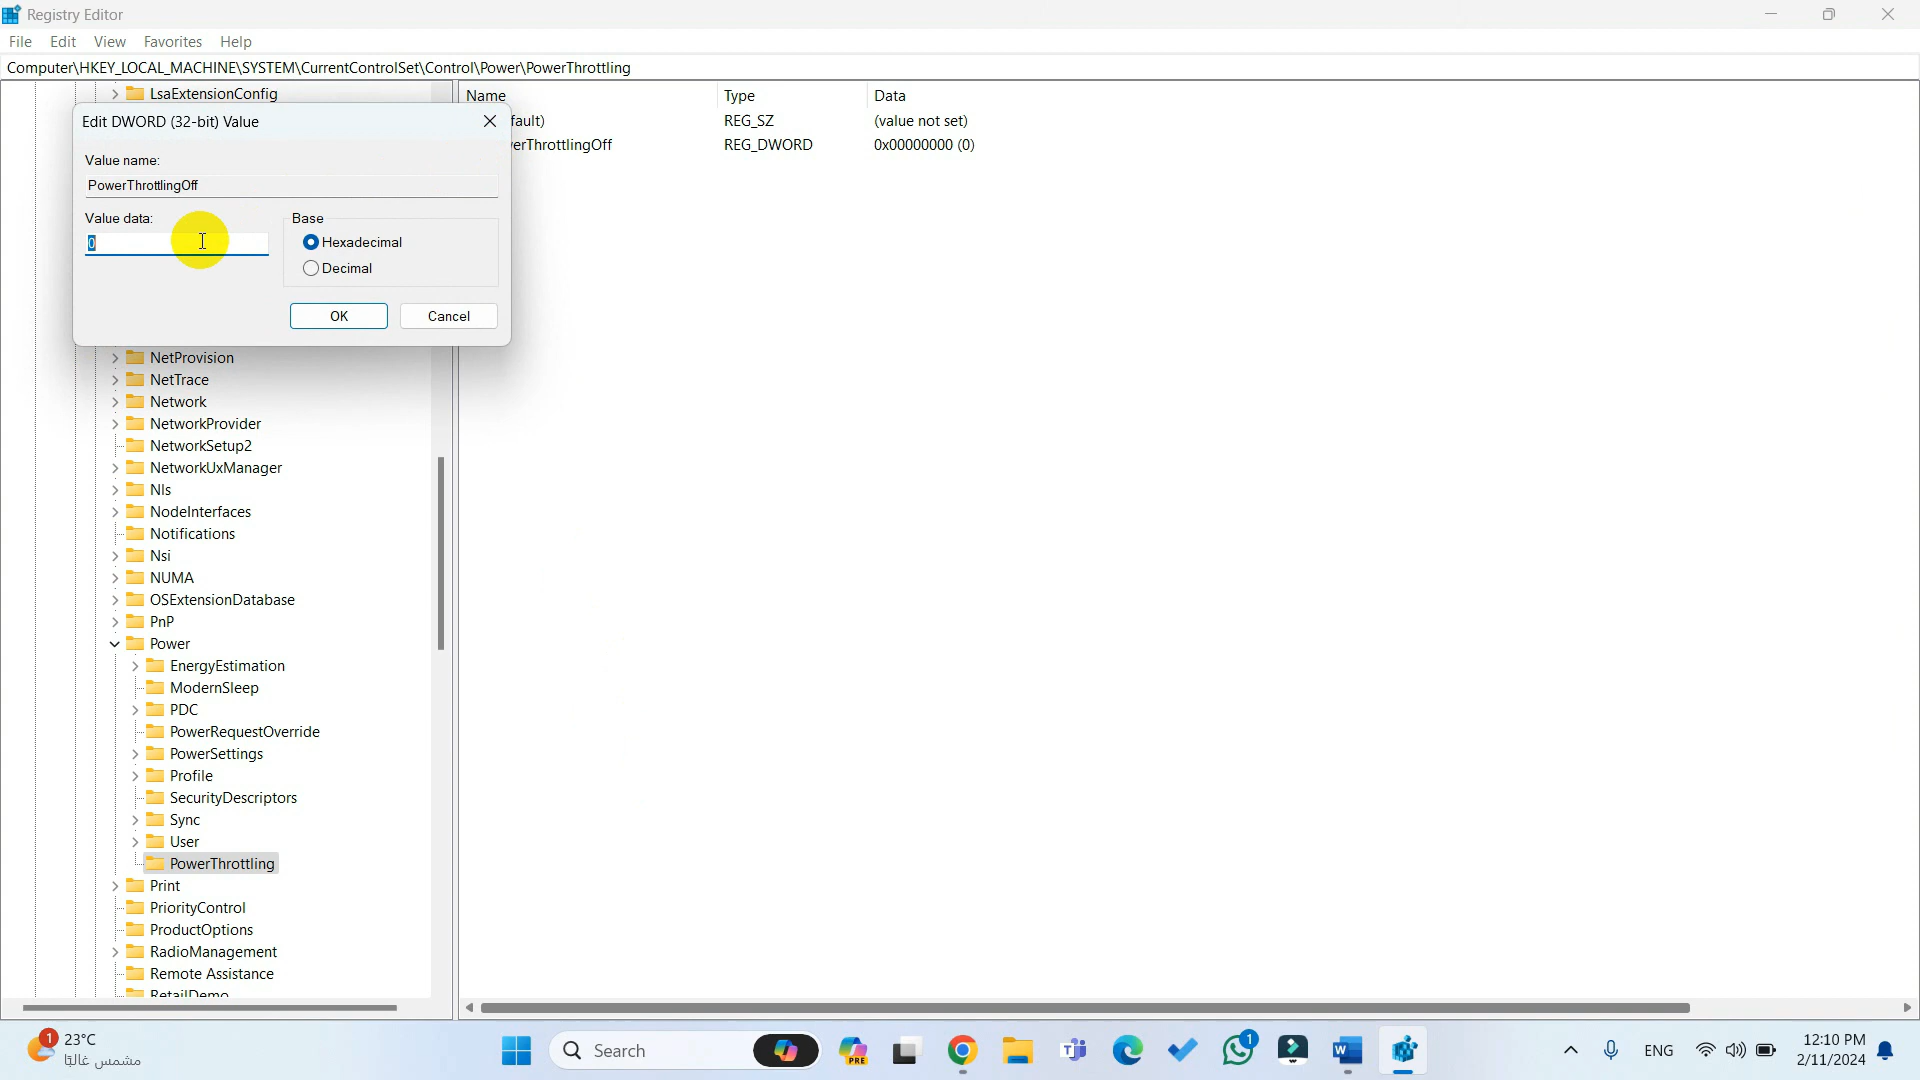 Registry Editor
File Edit View Favorites Help
Computer\HKEY_LOCAL_MACHINE\SYSTEM\CurrentControlSet\Control\Power\PowerThrottling
LsaExtensionConfig
Name Type Data
fault) REG_SZ (value not set)
erThrottlingOff REG_DWORD 0x00000000 (0)
Edit DWORD (32-bit) Value
Value name:
PowerThrottlingOff
Value data:
0
Base
Hexadecimal
Decimal
OK Cancel
NetProvision
NetTrace
Network
NetworkProvider
NetworkSetup2
NetworkUxManager
Nls
NodeInterfaces
Notifications
Nsi
NUMA
OSExtensionDatabase
PnP
Power
EnergyEstimation
ModernSleep
PDC
PowerRequestOverride
PowerSettings
Profile
SecurityDescriptors
Sync
User
PowerThrottling
Print
PriorityControl
ProductOptions
RadioManagement
Remote Assistance
RetailDemo
1
23°C
مشمس غالبًا
Search
PRE
1
ENG
12:10 PM
2/11/2024